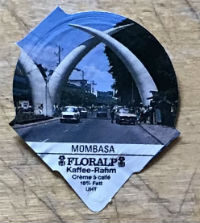 MOMBASA
FLORALP
Kaffee-Rahm
Crème à café
15% Fett
UHT